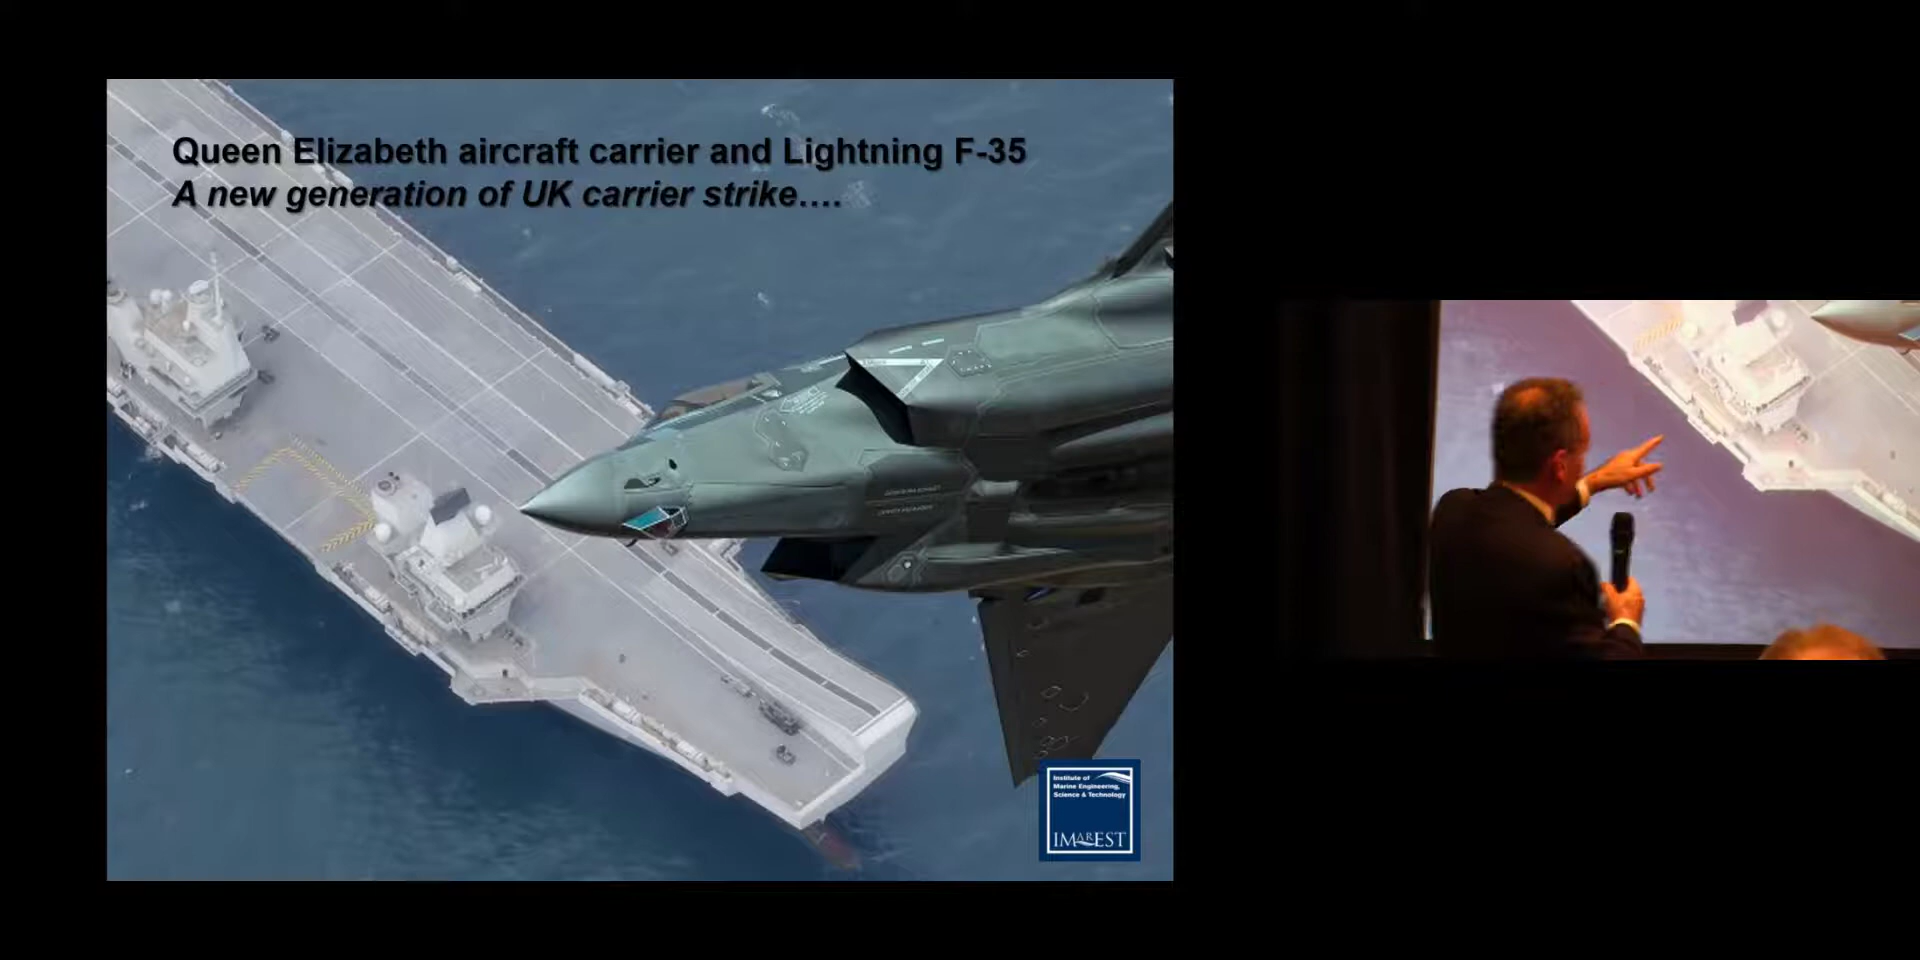 Queen Elizabeth aircraft carrier and Lightning F-35
A new generation of UK carrier strike....
Institute of
Marine Engineering,
Science & Technology
IMarEST